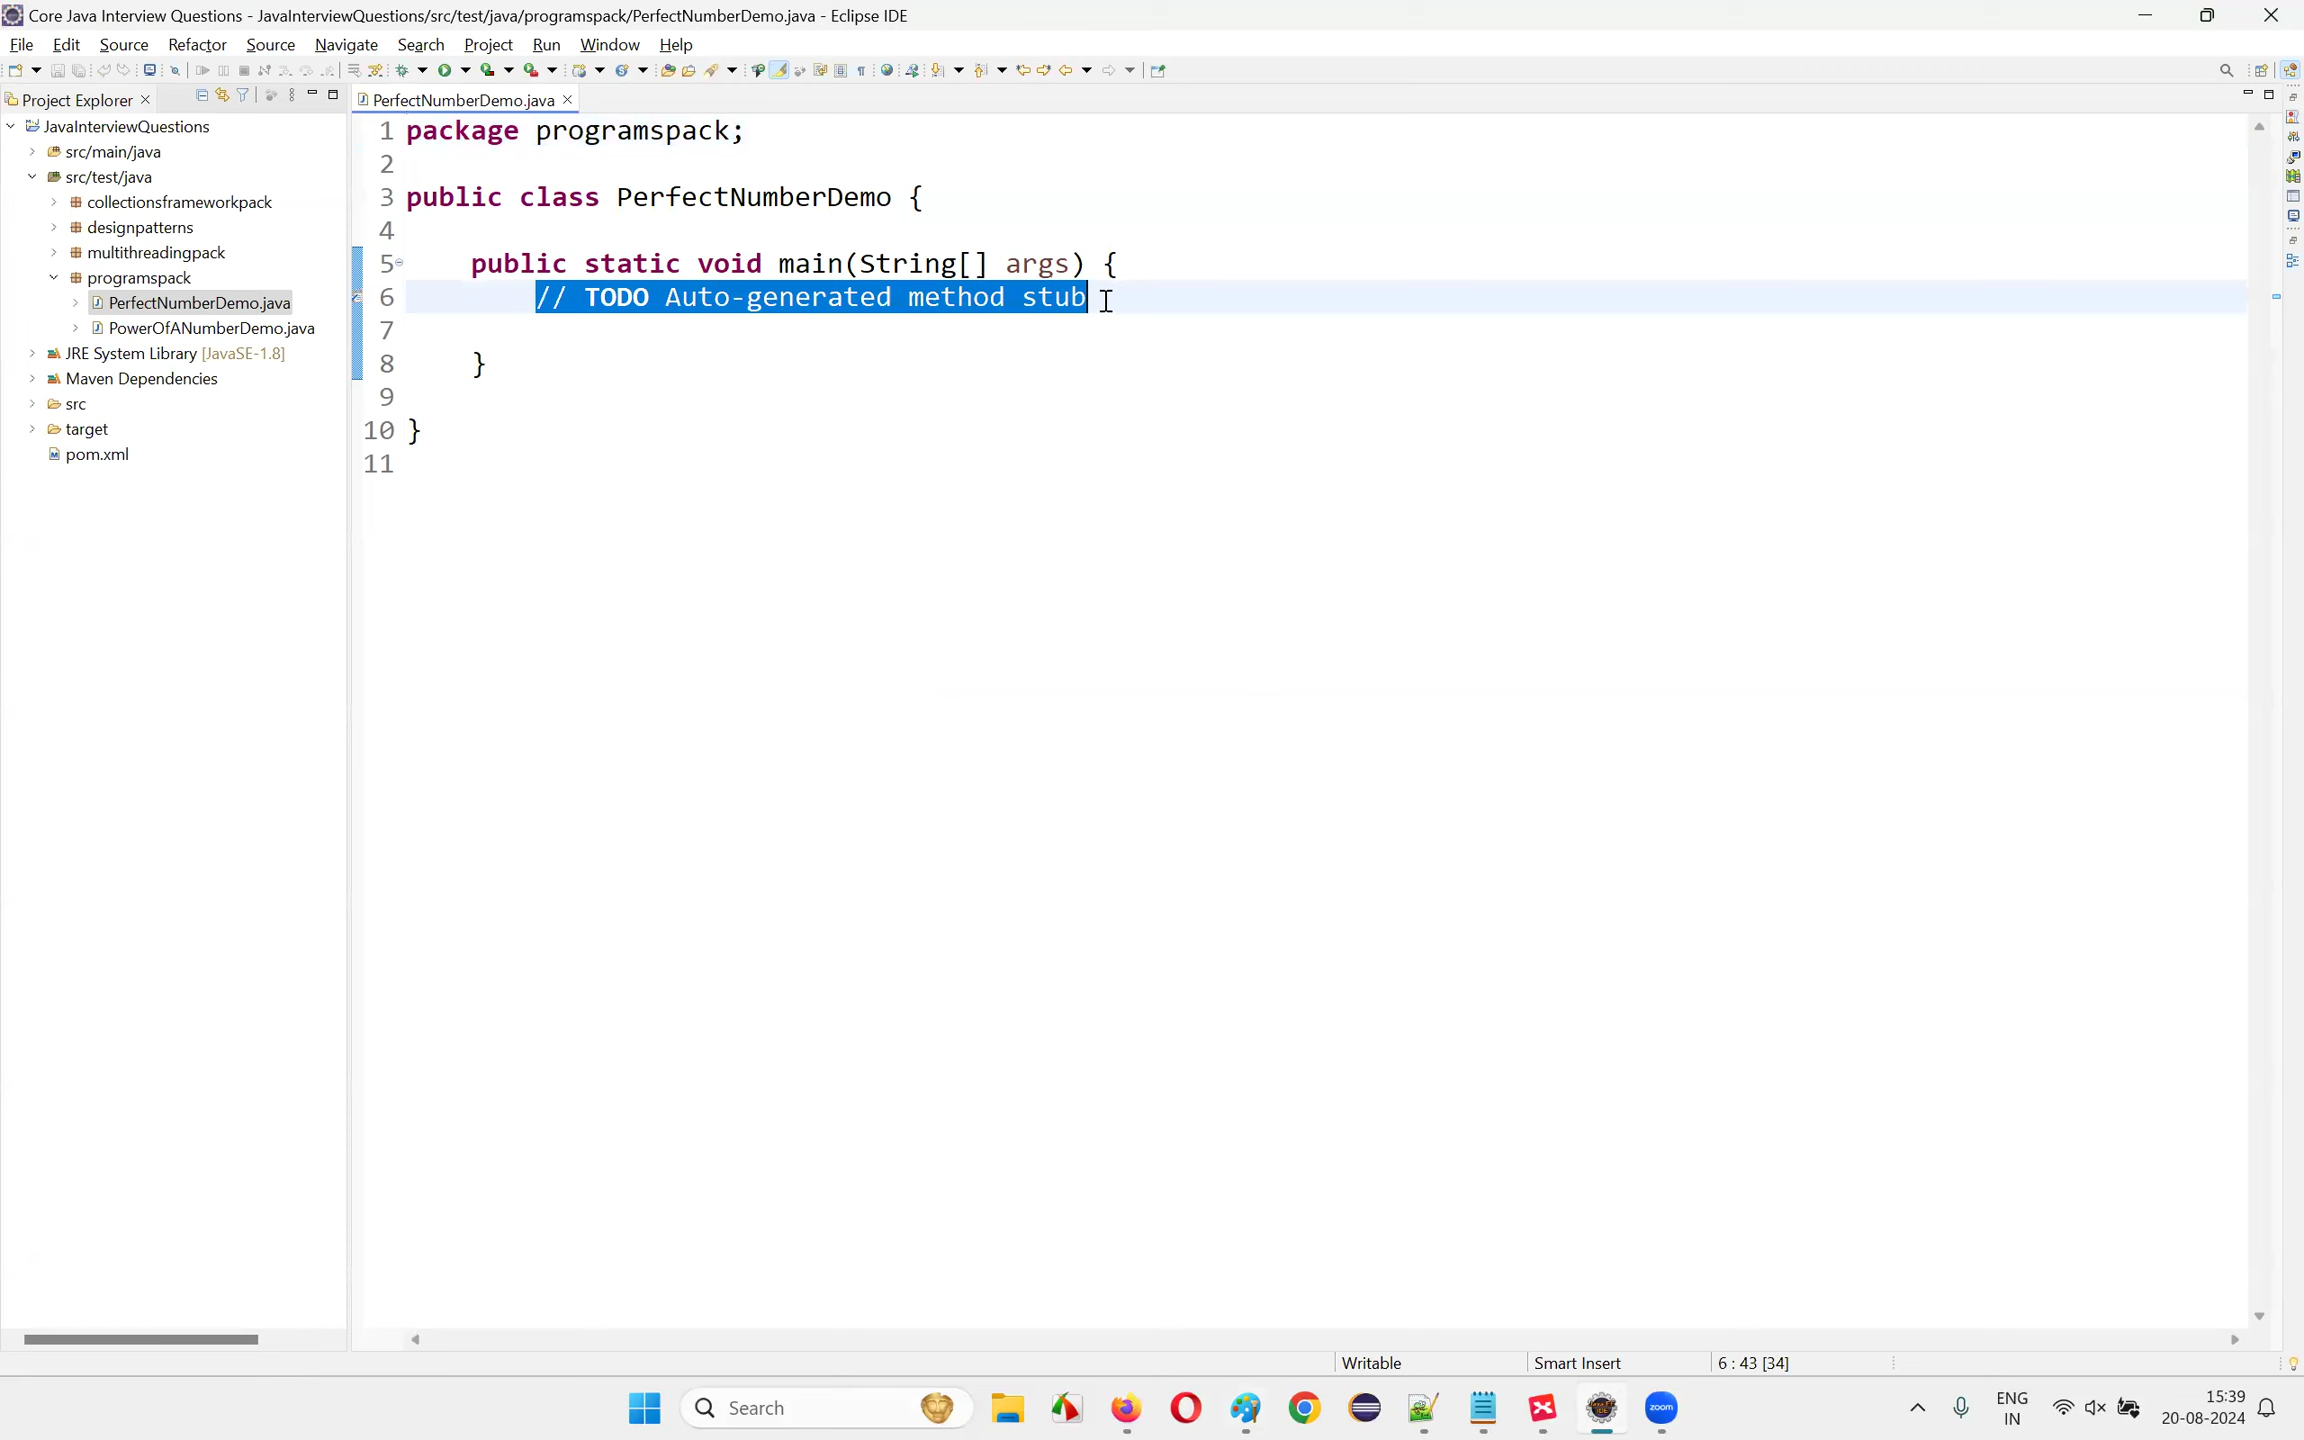 Core Java Interview Questions - JavaInterviewQuestions/src/test/java/programspack/PerfectNumberDemo.java - Eclipse IDE
File Edit Source Refactor Source Navigate Search Project Run Window Help
Project Explorer
PerfectNumberDemo.java
JavaInterviewQuestions
src/main/java
src/test/java
collectionsframeworkpack
designpatterns
multithreadingpack
programspack
PerfectNumberDemo.java
PowerOfANumberDemo.java
JRE System Library [JavaSE-1.8]
Maven Dependencies
src
target
pom.xml
1 package programspack;
2
3 public class PerfectNumberDemo {
4
5 public static void main(String[] args) {
6 // TODO Auto-generated method stub
7
8 }
9
10 }
11
Writable
Smart Insert
6 : 43 [34]
Search
zoom
ENG
IN
15:39
20-08-2024